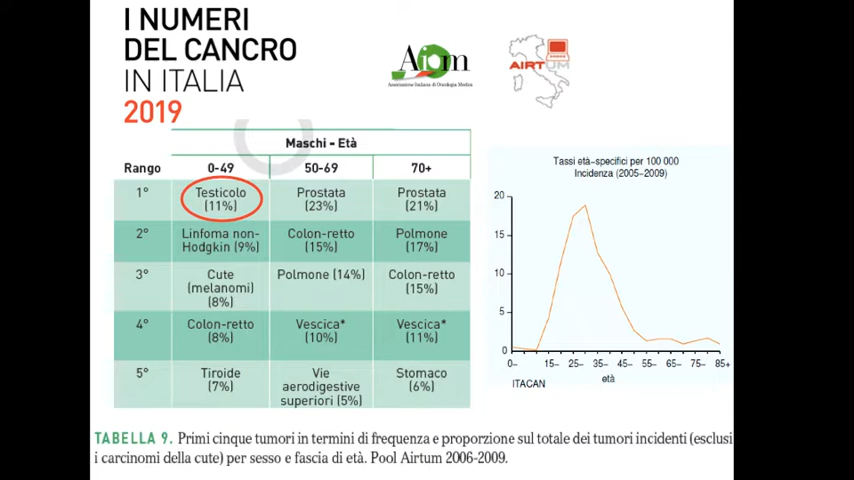 I NUMERI
DEL CANCRO
IN ITALIA
2019
Aiom
Associazione Italiana di Oncologia Medica
AIRTUM
Maschi - Età
Rango 0-49 50-69 70+
1° Testicolo (11%) Prostata (23%) Prostata (21%)
2° Linfoma non-Hodgkin (9%) Colon-retto (15%) Polmone (17%)
3° Cute (melanomi) (8%) Polmone (14%) Colon-retto (15%)
4° Colon-retto (8%) Vescica* (10%) Vescica* (11%)
5° Tiroide (7%) Vie aerodigestive superiori (5%) Stomaco (6%)
Tassi età-specifici per 100 000
Incidenza (2005-2009)
20
15
10
5
0
0- 15- 25- 35- 45- 55- 65- 75- 85+
età
ITACAN
TABELLA 9. Primi cinque tumori in termini di frequenza e proporzione sul totale dei tumori incidenti (esclusi
i carcinomi della cute) per sesso e fascia di età. Pool Airtum 2006-2009.